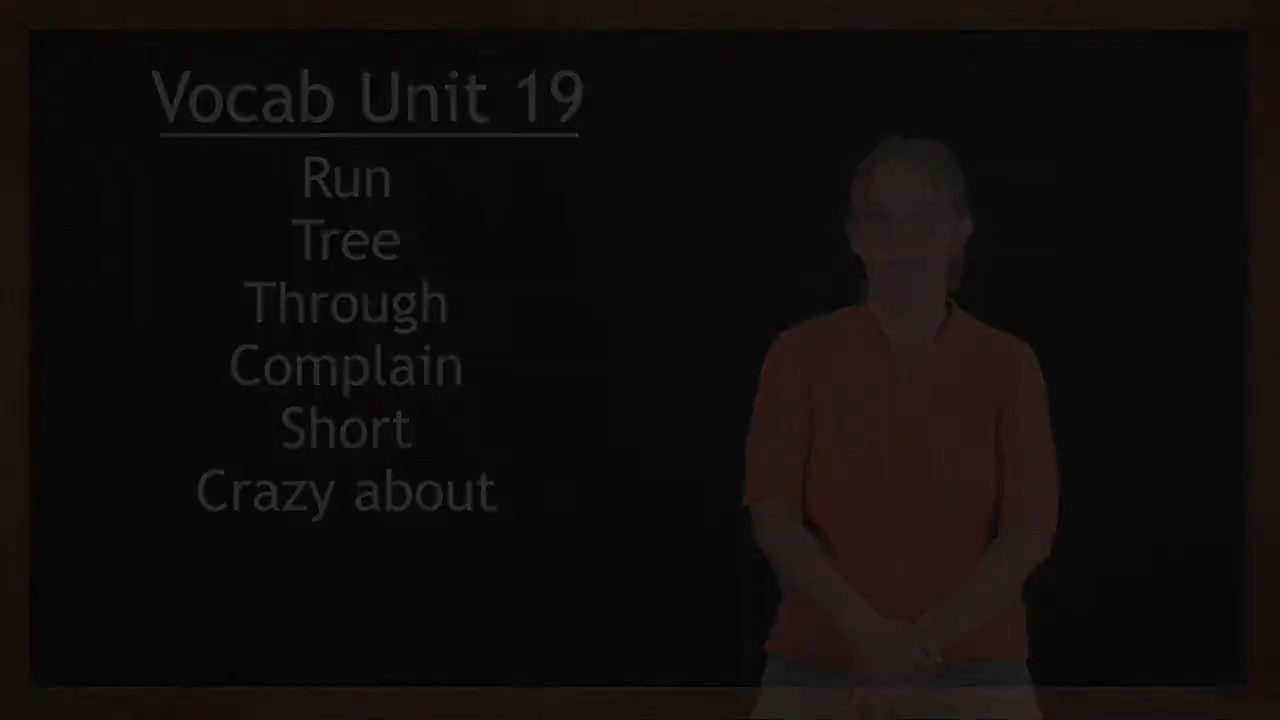 Vocab Unit 19
Run
Tree
Through
Complain
Short
Crazy about